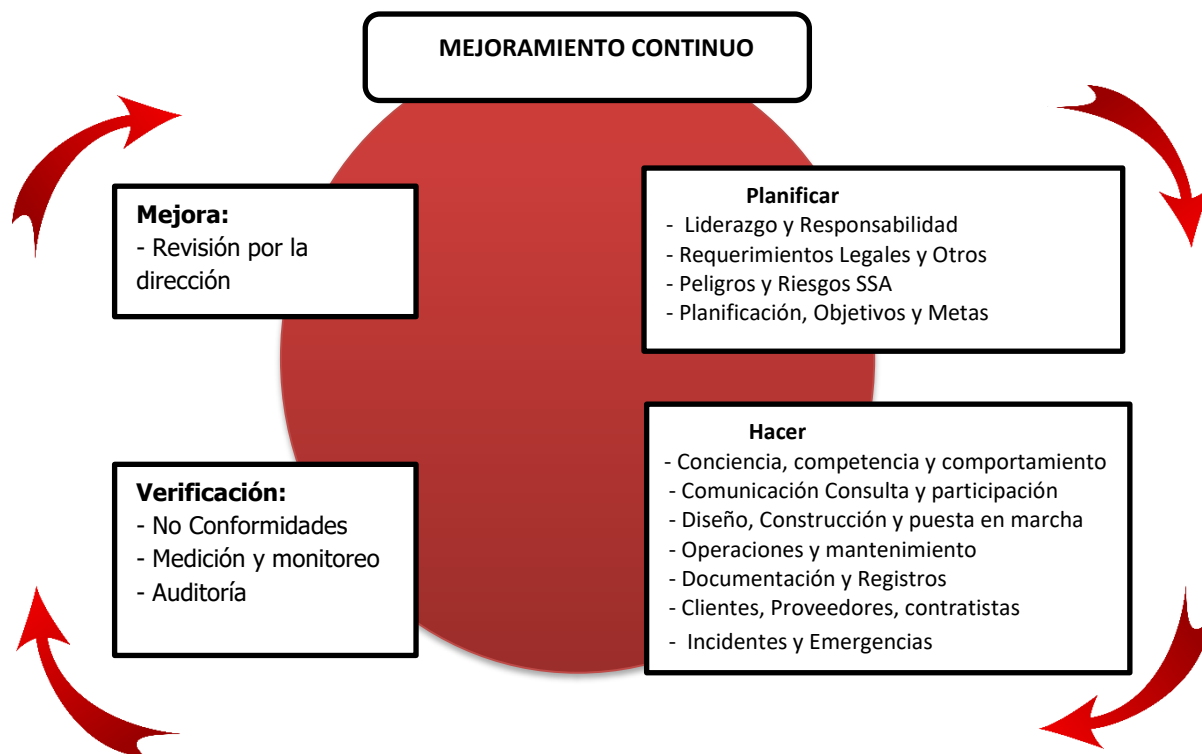 MEJORAMIENTO CONTINUO
Mejora:
- Revisión por la
dirección
Planificar
- Liderazgo y Responsabilidad
- Requerimientos Legales y Otros
- Peligros y Riesgos SSA
- Planificación, Objetivos y Metas
Verificación:
- No Conformidades
- Medición y monitoreo
- Auditoría
Hacer
- Conciencia, competencia y comportamiento
- Comunicación Consulta y participación
- Diseño, Construcción y puesta en marcha
- Operaciones y mantenimiento
- Documentación y Registros
- Clientes, Proveedores, contratistas
- Incidentes y Emergencias